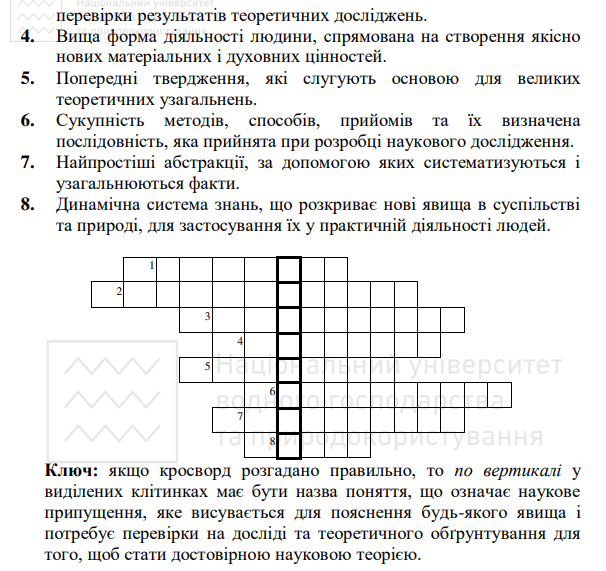 Національний університет
перевірки результатів теоретичних досліджень.
4. Вища форма діяльності людини, спрямована на створення якісно
нових матеріальних і духовних цінностей.
5. Попередні твердження, які слугують основою для великих
теоретичних узагальнень.
6. Сукупність методів, способів, прийомів та їх визначена
послідовність, яка прийнята при розробці наукового дослідження.
7. Найпростіші абстракції, за допомогою яких систематизуються і
узагальнюються факти.
8. Динамічна система знань, що розкриває нові явища в суспільстві
та природі, для застосування їх у практичній діяльності людей.
1
2
3
4
5
6
7
8
Національний університет
водного господарства
та природокористування
Ключ: якщо кросворд розгадано правильно, то по вертикалі у
виділених клітинках має бути назва поняття, що означає наукове
припущення, яке висувається для пояснення будь-якого явища і
потребує перевірки на досліді та теоретичного обґрунтування для
того, щоб стати достовірною науковою теорією.